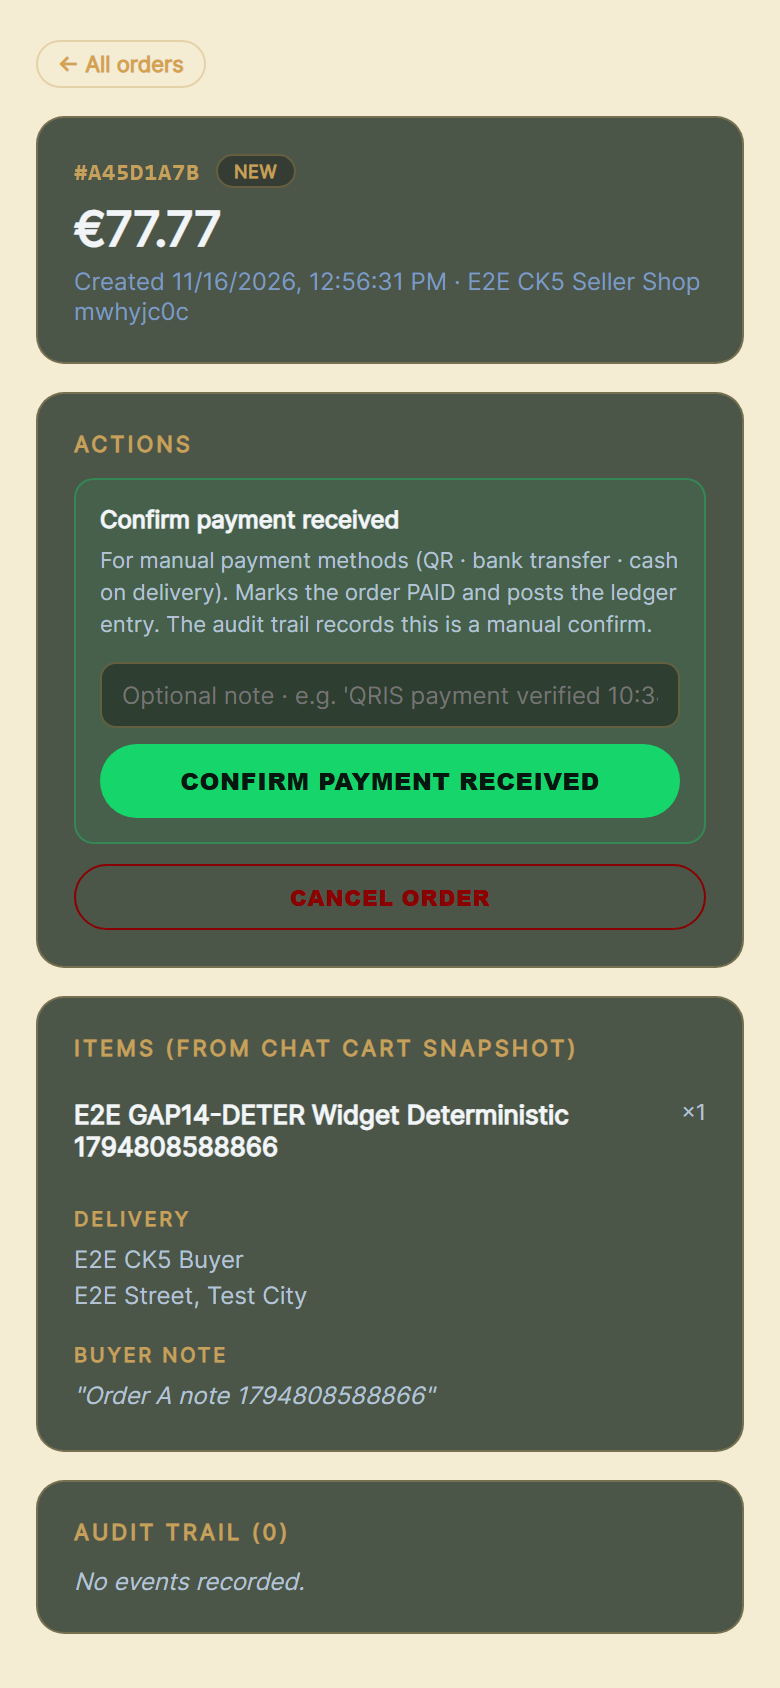 ← All orders
#A45D1A7B NEW
€77.77
Created 11/16/2026, 12:56:31 PM · E2E CK5 Seller Shop
mwhyjc0c
ACTIONS
Confirm payment received
For manual payment methods (QR · bank transfer · cash
on delivery). Marks the order PAID and posts the ledger
entry. The audit trail records this is a manual confirm.
Optional note · e.g. 'QRIS payment verified 10:3
CONFIRM PAYMENT RECEIVED
CANCEL ORDER
ITEMS (FROM CHAT CART SNAPSHOT)
E2E GAP14-DETER Widget Deterministic ×1
1794808588866
DELIVERY
E2E CK5 Buyer
E2E Street, Test City
BUYER NOTE
"Order A note 1794808588866"
AUDIT TRAIL (0)
No events recorded.